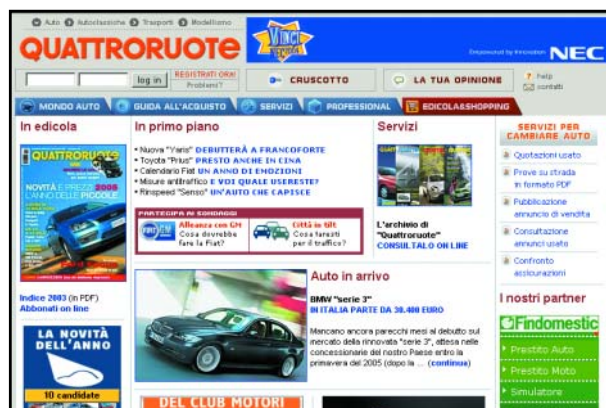 Auto Autoclassiche Trasporti Modellismo
QUATTRORUOTE
VINCI
NEC
log in
REGISTRATI ORA!
Problemi?
CRUSCOTTO
LA TUA OPINIONE
help
contatti
MONDO AUTO
GUIDA ALL'ACQUISTO
SERVIZI
PROFESSIONAL
EDICOLA&SHOPPING
In edicola
QUATTRORUOTE
NOVITÀ E PREZZI 2005
L'ANNO DELLE PICCOLE
Indice 2003 (in PDF)
Abbonati on line
LA NOVITÀ
DELL'ANNO
10 candidate
In primo piano
Nuova "Yaris" DEBUTTERÀ A FRANCOFORTE
Toyota "Prius" PRESTO ANCHE IN CINA
Calendario Fiat UN ANNO DI EMOZIONI
Misure antitraffico E VOI QUALE USERESTE?
Rinspeed "Senso" UN'AUTO CHE CAPISCE
PARTECIPA AI SONDAGGI
Alleanza con GM
Cosa dovrebbe
fare la Fiat?
Città in tilt
Cosa faresti
per il traffico?
Servizi
L'archivio di
"Quattroruote"
CONSULTALO ON LINE
Auto in arrivo
BMW "serie 3"
IN ITALIA PARTE DA 30.400 EURO
Mancano ancora parecchi mesi al debutto sul
mercato della rinnovata "serie 3", attesa nelle
concessionarie del nostro Paese entro la
primavera del 2005 (dopo la ... (continua)
DEL CLUB MOTORI
SERVIZI PER
CAMBIARE AUTO
Quotazioni usato
Prove su strada
in formato PDF
Pubblicazione
annuncio di vendita
Consultazione
annunci usato
Confronto
assicurazioni
I nostri partner
Findomestic
Prestito Auto
Prestito Moto
Simulatore